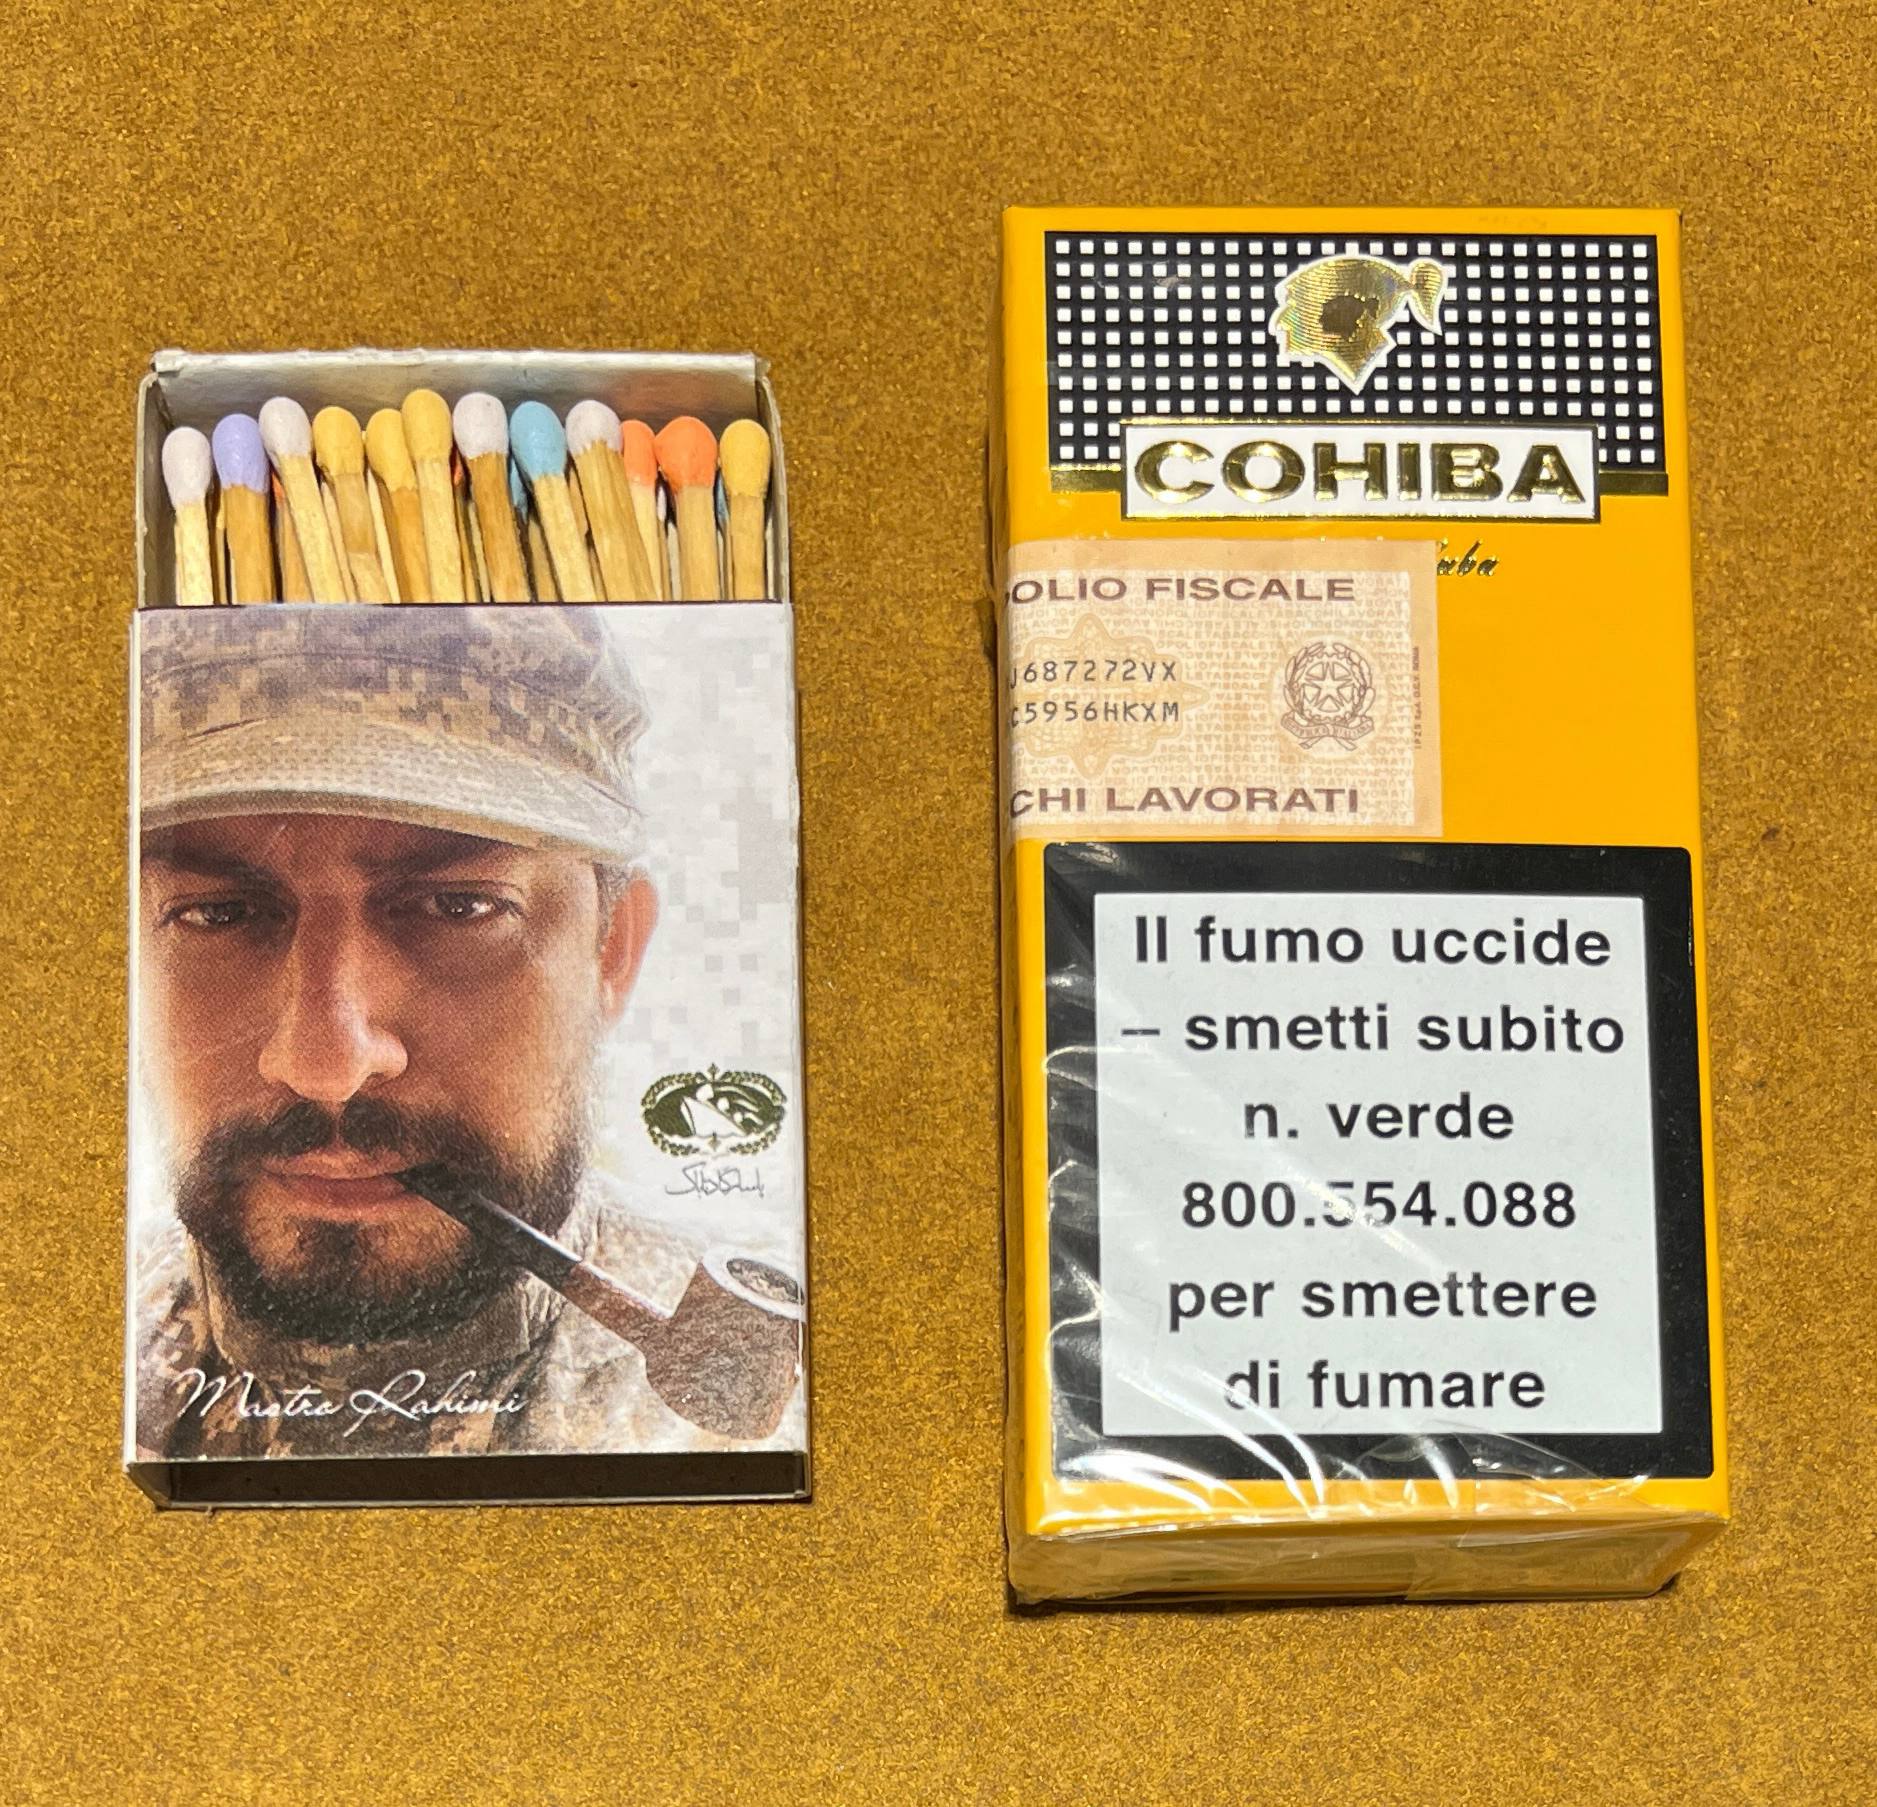 Mastro Rahimi
COHIBA
uba
OLIO FISCALE
J687272VX
C5956HKXM
CHI LAVORATI
Il fumo uccide
– smetti subito
n. verde
800.554.088
per smettere
di fumare